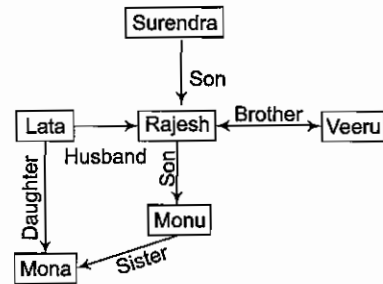 Surendra
Son
Lata
Husband
Rajesh
Brother
Veeru
Daughter
Son
Monu
Mona
Sister